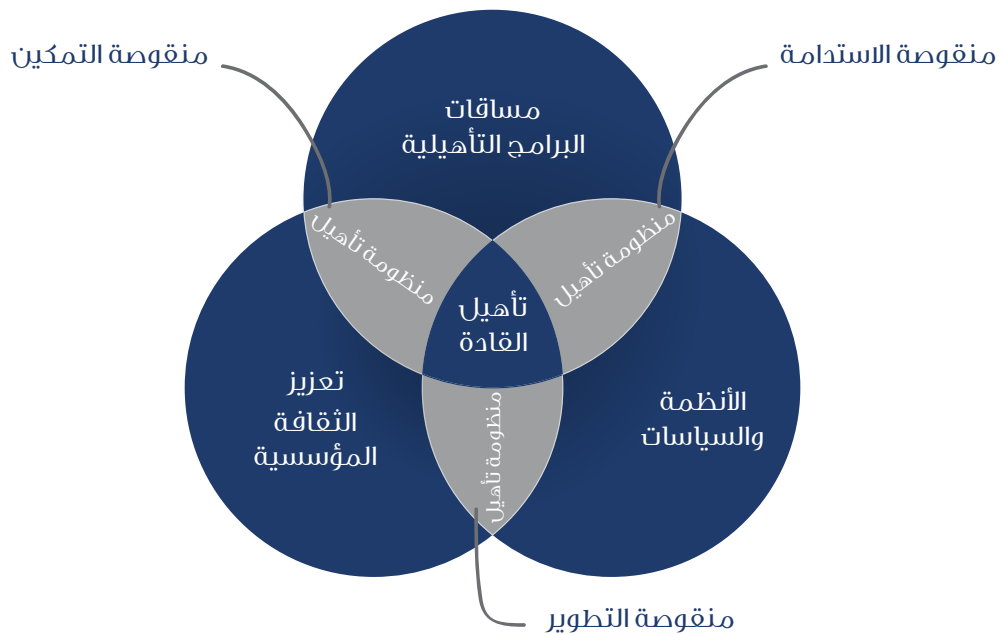 منقوصة الاستدامة
منقوصة التمكين
مساقات
البرامج التأهيلية
منظومة تأهيل
منظومة تأهيل
تأهيل
القادة
الأنظمة
والسياسات
تعزيز
الثقافة
المؤسسية
منظومة تأهيل
منقوصة التطوير